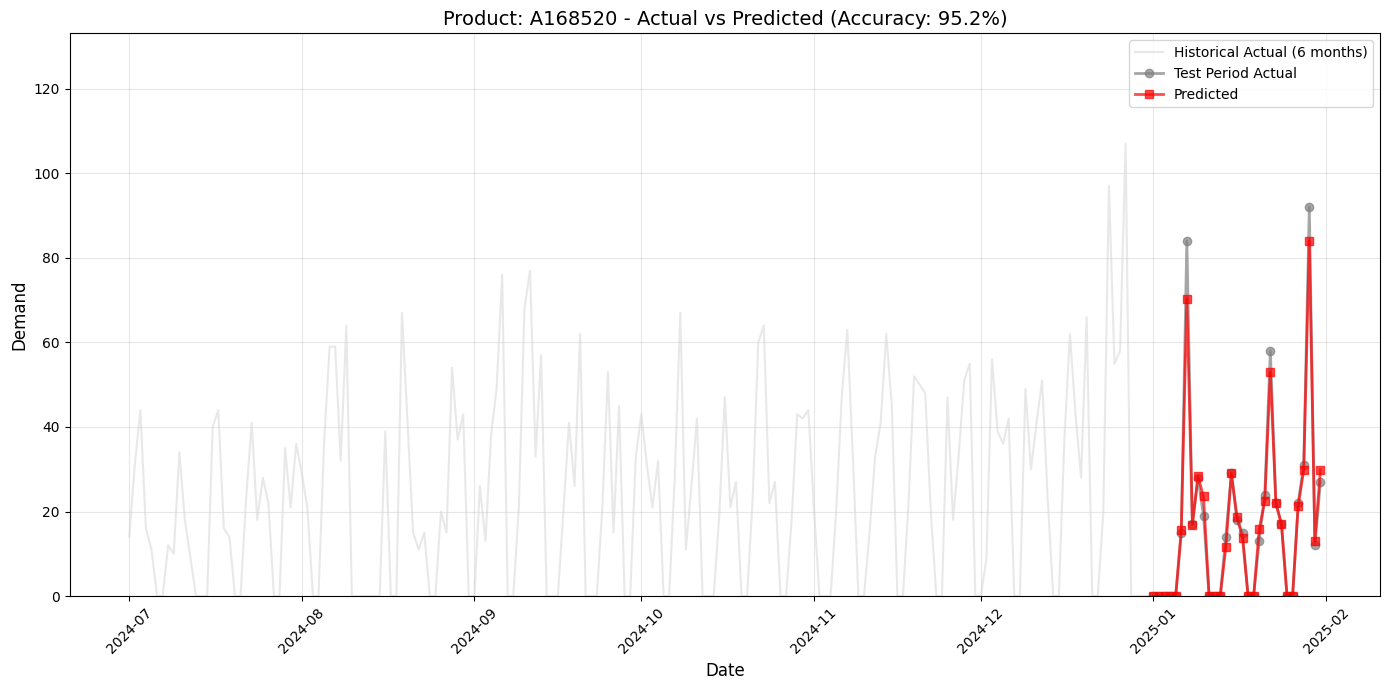 Product: A168520 - Actual vs Predicted (Accuracy: 95.2%)
Historical Actual (6 months)
Test Period Actual
Predicted
Demand
120
100
80
60
40
20
0
2024-07
2024-08
2024-09
2024-10
2024-11
2024-12
2025-01
2025-02
Date